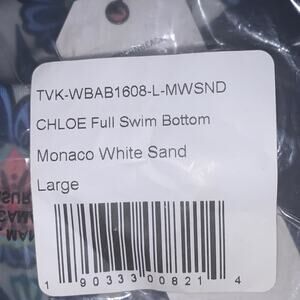 TVK-WBAB1608-L-MWSND
CHLOE Full Swim Bottom
Monaco White Sand
Large
1 90333 00821 4